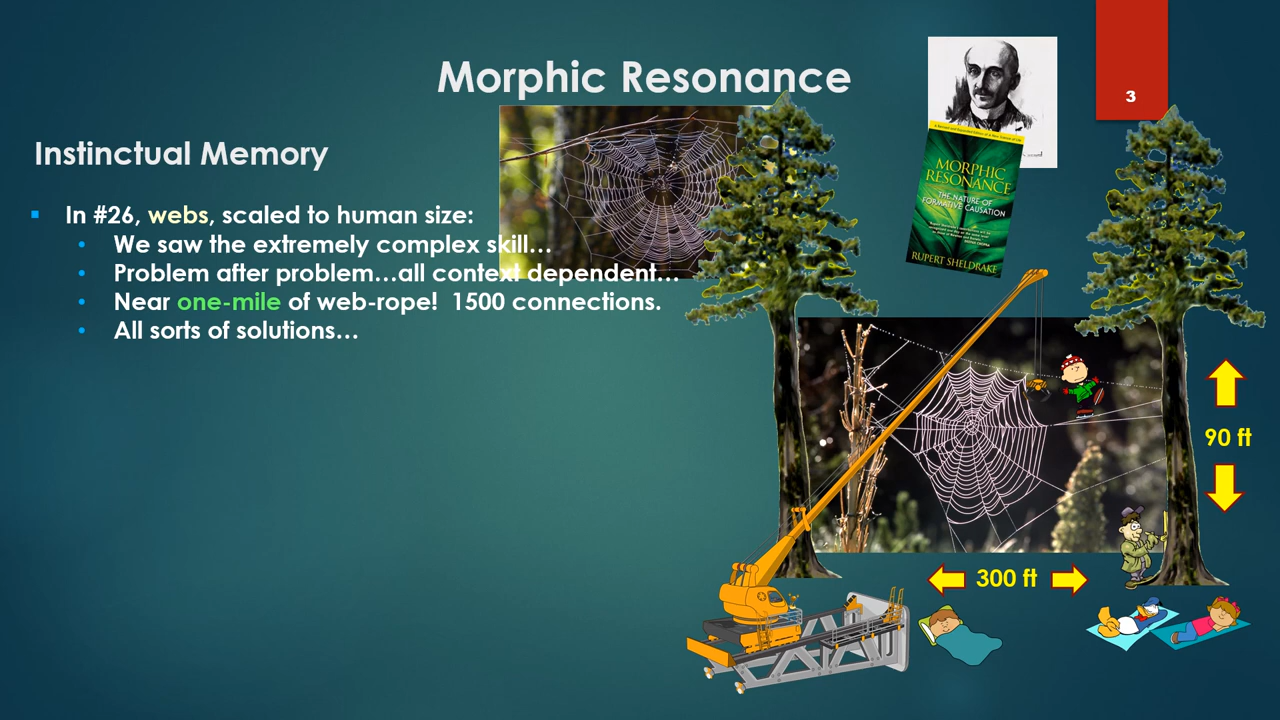 Morphic Resonance
3
Instinctual Memory
In #26, webs, scaled to human size:
We saw the extremely complex skill...
Problem after problem...all context dependent...
Near one-mile of web-rope!  1500 connections.
All sorts of solutions...
MORPHIC
RESONANCE
THE NATURE OF
FORMATIVE CAUSATION
RUPERT SHELDRAKE
90 ft
300 ft